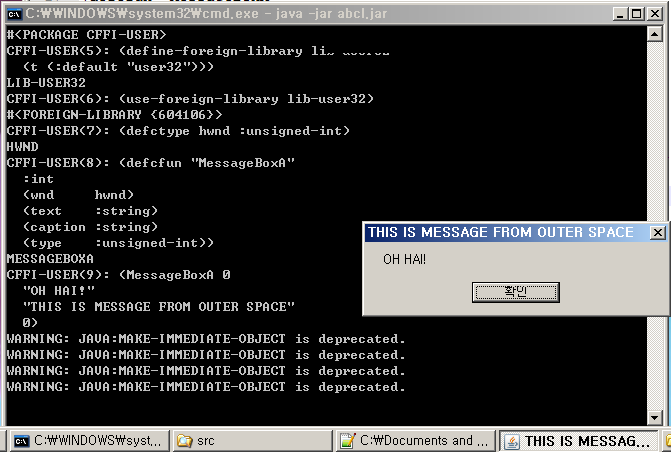 C:₩WINDOWS₩system32₩cmd.exe - java -jar abcl.jar
#<PACKAGE CFFI-USER>
CFFI-USER(5): (define-foreign-library
  (t (:default "user32")))
LIB-USER32
CFFI-USER(6): (use-foreign-library lib-user32)
#<FOREIGN-LIBRARY {604106}>
CFFI-USER(7): (defctype hwnd :unsigned-int)
HWND
CFFI-USER(8): (defcfun "MessageBoxA"
  :int
  (wnd     hwnd)
  (text    :string)
  (caption :string)
  (type    :unsigned-int))
MESSAGEBOXA
CFFI-USER(9): (MessageBoxA 0
  "OH HAI!"
  "THIS IS MESSAGE FROM OUTER SPACE"
  0)
WARNING: JAVA:MAKE-IMMEDIATE-OBJECT is deprecated.
WARNING: JAVA:MAKE-IMMEDIATE-OBJECT is deprecated.
WARNING: JAVA:MAKE-IMMEDIATE-OBJECT is deprecated.
WARNING: JAVA:MAKE-IMMEDIATE-OBJECT is deprecated.
THIS IS MESSAGE FROM OUTER SPACE
OH HAI!
확인
C:₩WINDOWS₩syst...
src
C:₩Documents and ...
THIS IS MESSAG...